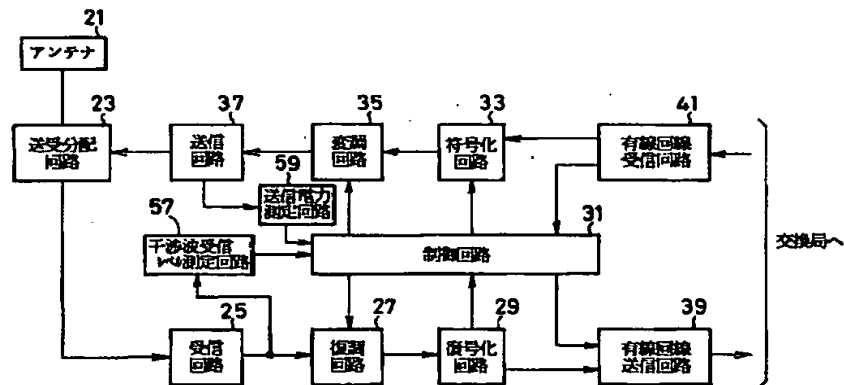 21
アンテナ
23
送受分配
回路
37
送信
回路
35
変調
回路
33
符号化
回路
41
有線回線
受信回路
59
送信電力
測定回路
57
干渉波受信
レベル測定回路
31
制御回路
交換局へ
25
受信
回路
27
復調
回路
29
復号化
回路
39
有線回線
送信回路